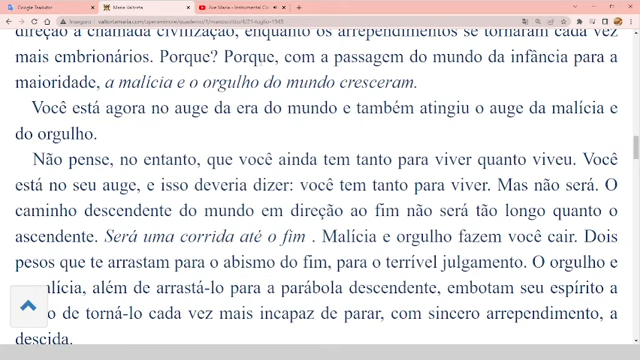 Google Tradutor
Maria Valtorta
Ave Maria - Instrumental
Inseguro
valtortamaria.com/operaminore/quaderno/1/manoscritto/6/21-luglio-1943
direção à chamada civilização, enquanto os arrependimentos se tornaram cada vez
mais embrionários. Porque? Porque, com a passagem do mundo da infância para a
maioridade, a malícia e o orgulho do mundo cresceram.
Você está agora no auge da era do mundo e também atingiu o auge da malícia e
do orgulho.
Não pense, no entanto, que você ainda tem tanto para viver quanto viveu. Você
está no seu auge, e isso deveria dizer: você tem tanto para viver. Mas não será. O
caminho descendente do mundo em direção ao fim não será tão longo quanto o
ascendente. Será uma corrida até o fim . Malícia e orgulho fazem você cair. Dois
pesos que te arrastam para o abismo do fim, para o terrível julgamento. O orgulho e
alícia, além de arrastá-lo para a parábola descendente, embotam seu espírito a
o de torná-lo cada vez mais incapaz de parar, com sincero arrependimento, a
descida.